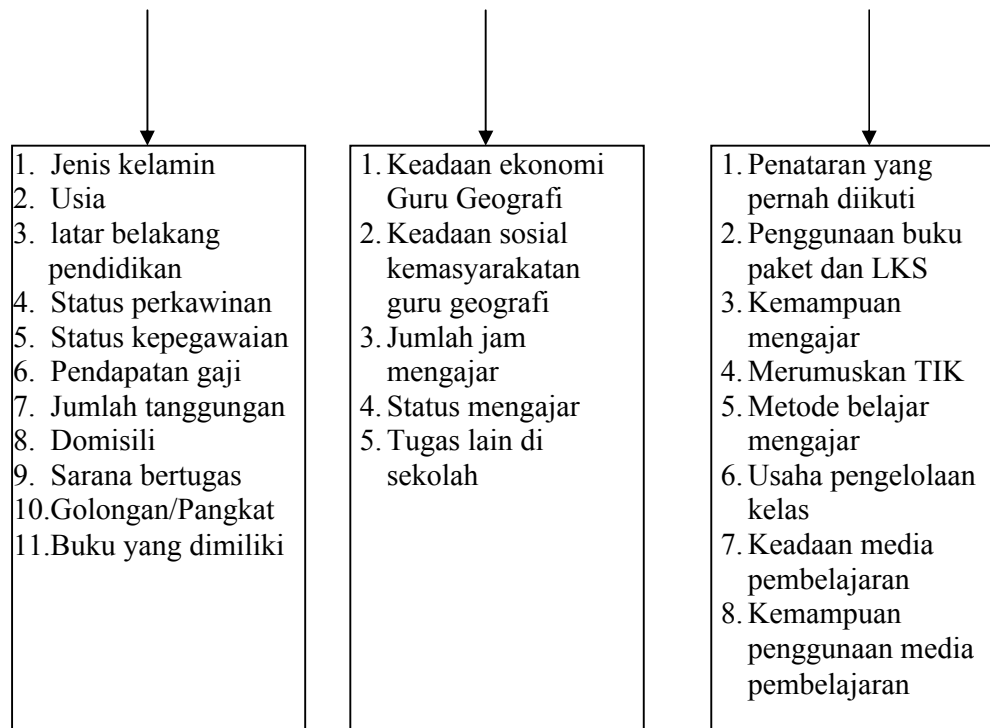 1. Jenis kelamin
2. Usia
3. latar belakang
pendidikan
4. Status perkawinan
5. Status kepegawaian
6. Pendapatan gaji
7. Jumlah tanggungan
8. Domisili
9. Sarana bertugas
10.Golongan/Pangkat
11.Buku yang dimiliki
1. Keadaan ekonomi
Guru Geografi
2. Keadaan sosial
kemasyarakatan
guru geografi
3. Jumlah jam
mengajar
4. Status mengajar
5. Tugas lain di
sekolah
1. Penataran yang
pernah diikuti
2. Penggunaan buku
paket dan LKS
3. Kemampuan
mengajar
4. Merumuskan TIK
5. Metode belajar
mengajar
6. Usaha pengelolaan
kelas
7. Keadaan media
pembelajaran
8. Kemampuan
penggunaan media
pembelajaran